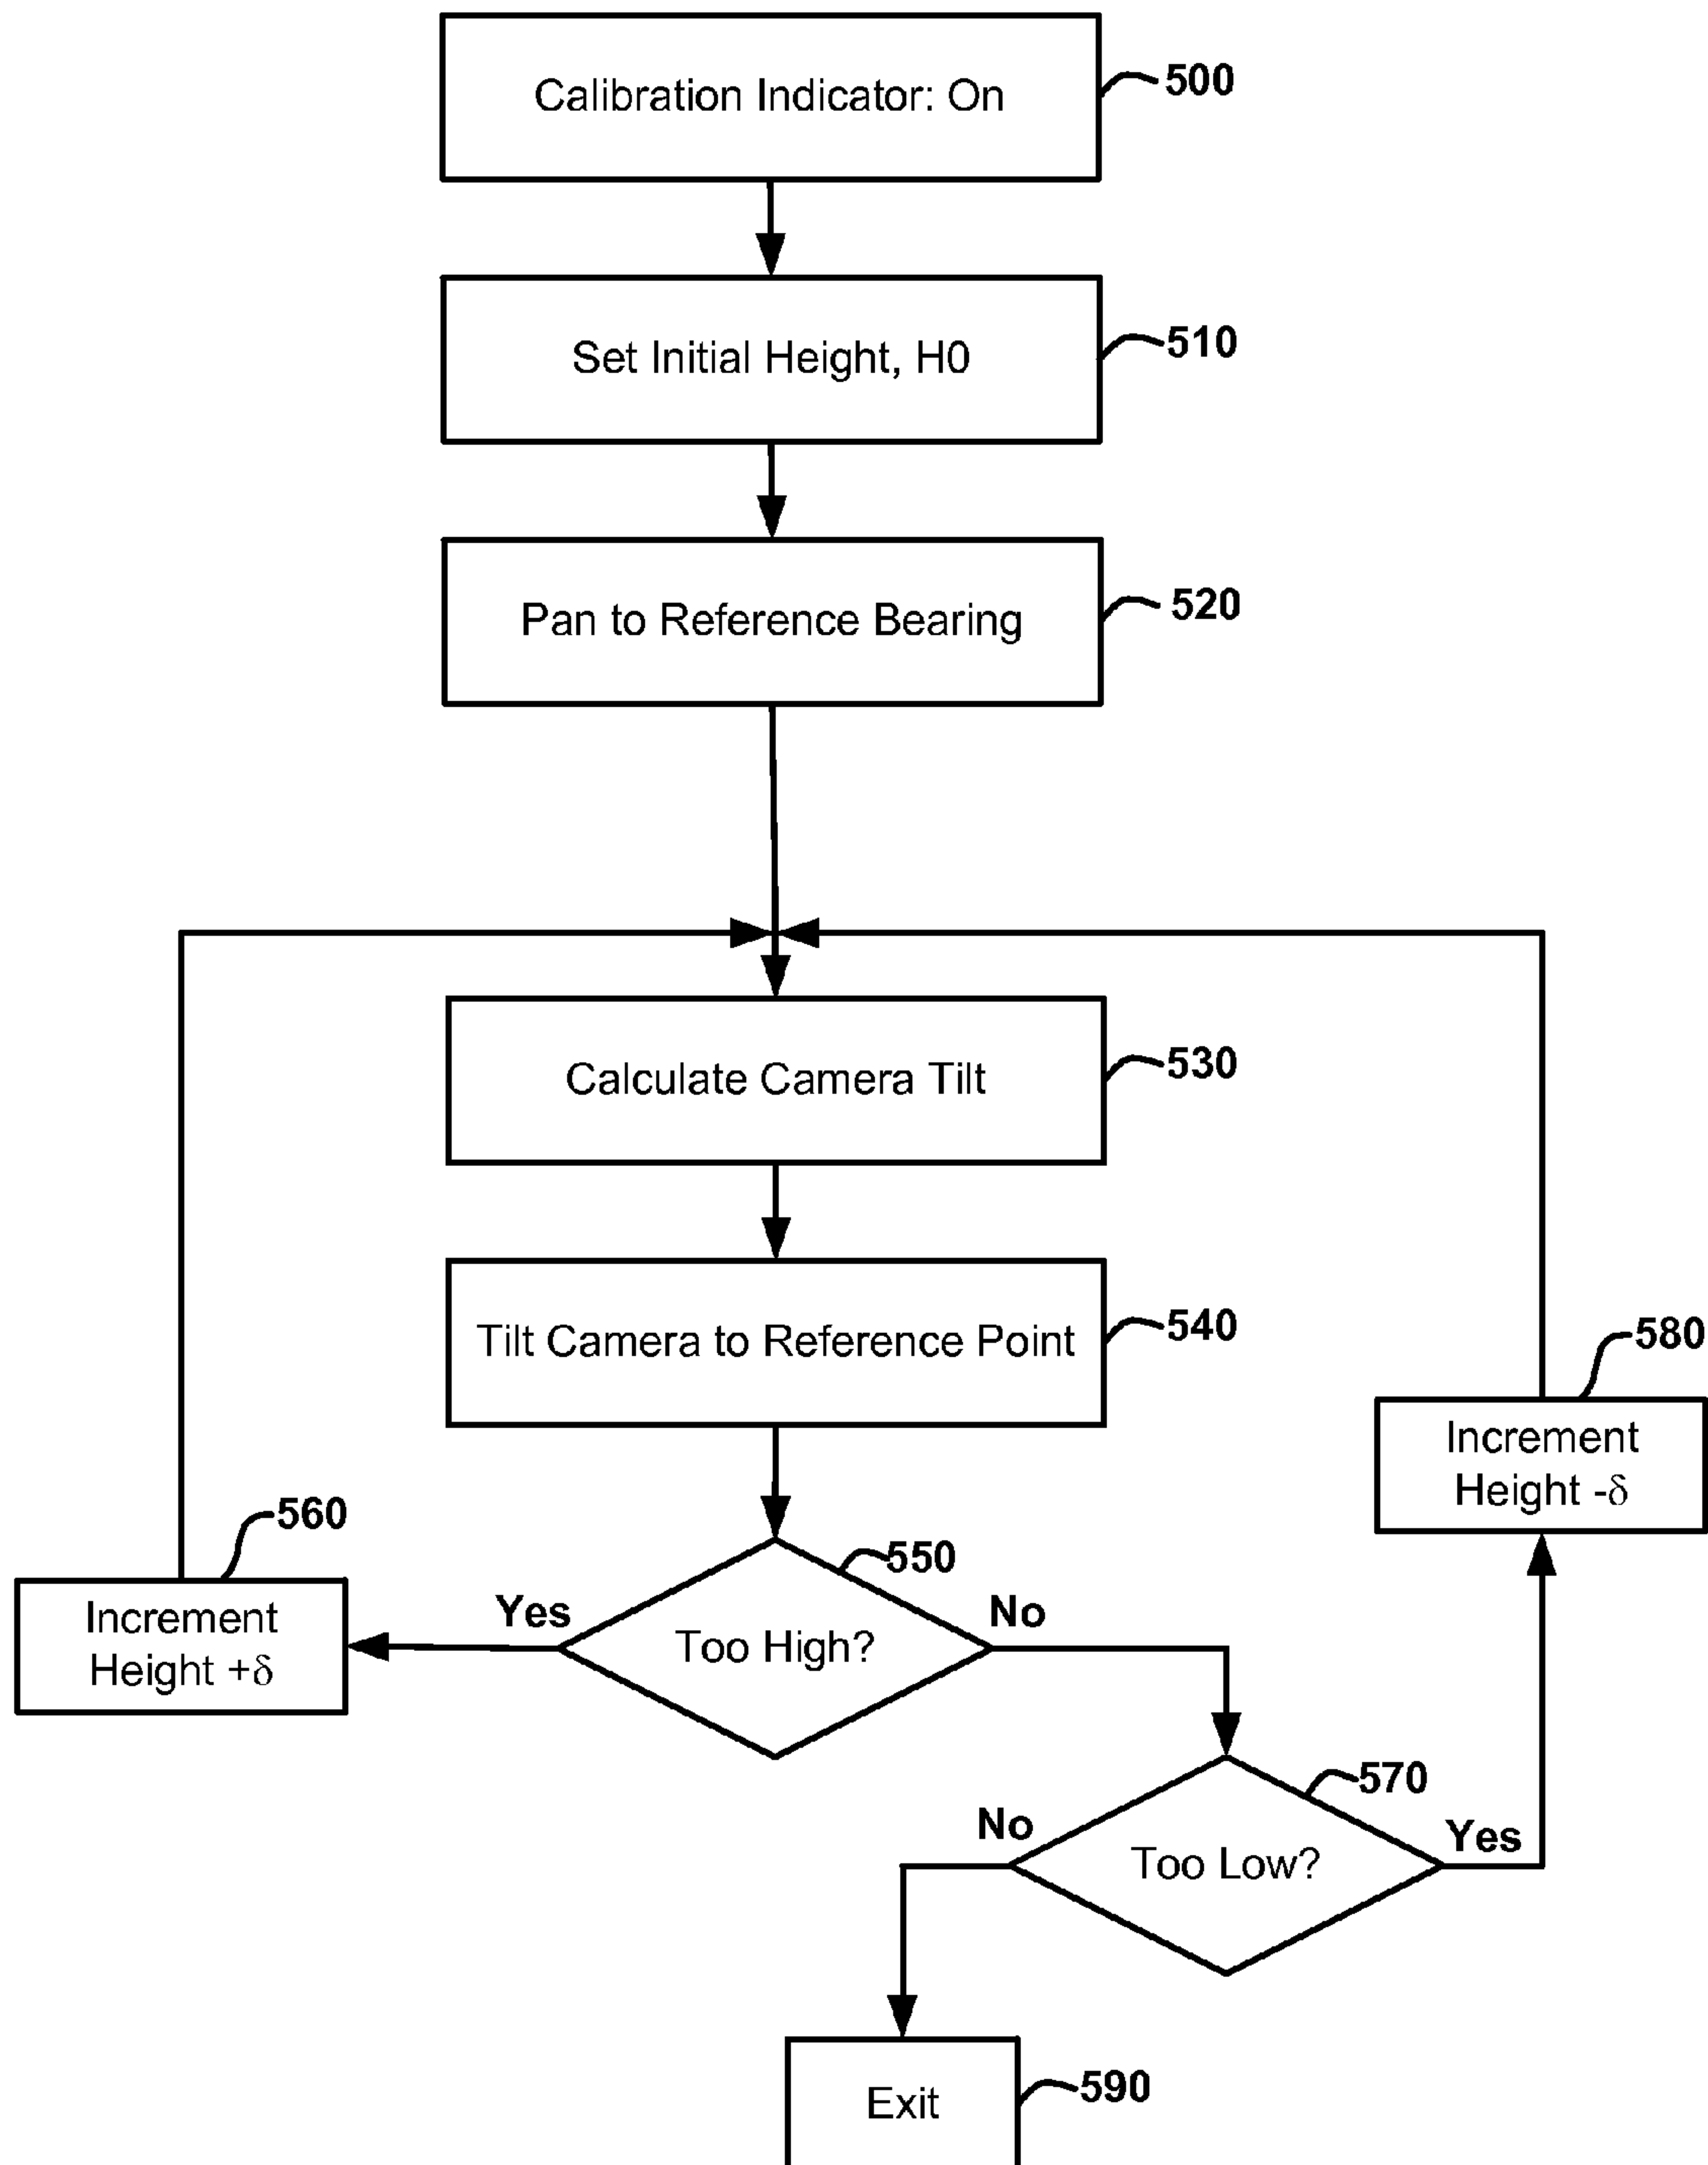 Calibration Indicator: On
500
Set Initial Height, H0
510
Pan to Reference Bearing
520
Calculate Camera Tilt
530
Tilt Camera to Reference Point
540
580
Increment
Height -δ
560
550
Increment
Height +δ
Yes
Too High?
No
570
No
Too Low?
Yes
Exit
590